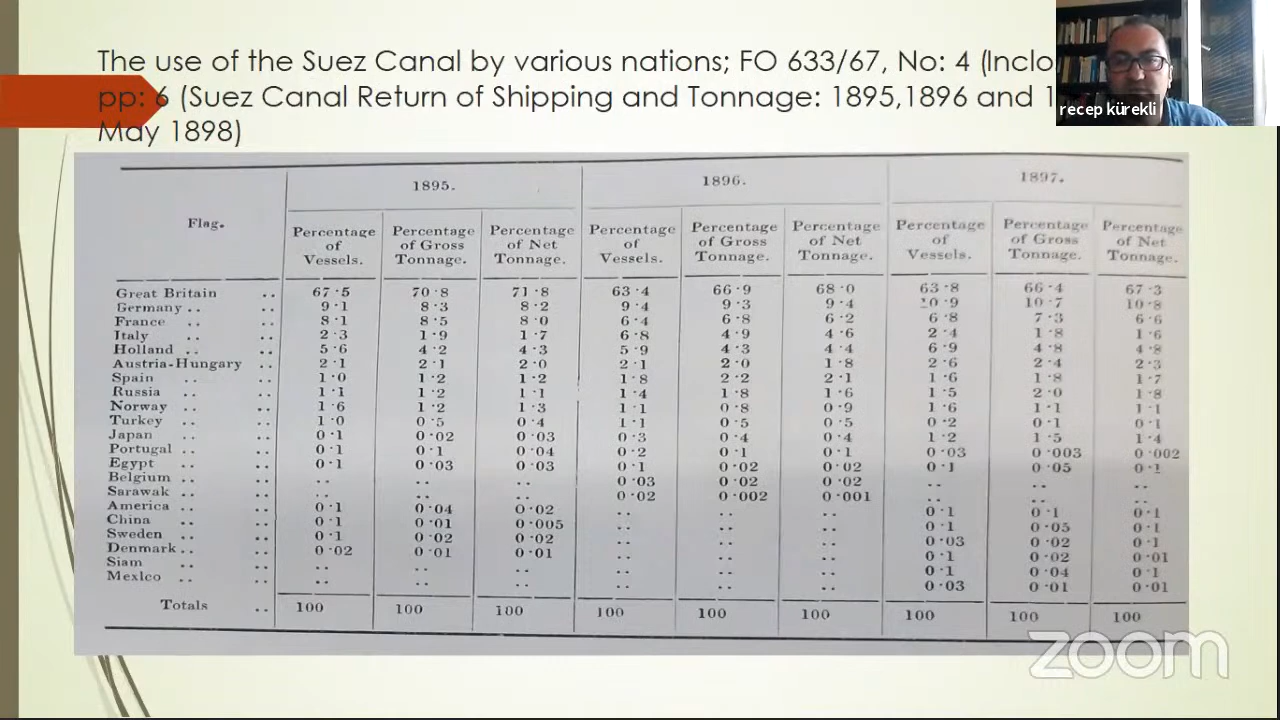 The use of the Suez Canal by various nations; FO 633/67, No: 4 (Inclo
pp: 6 (Suez Canal Return of Shipping and Tonnage: 1895,1896 and 1
May 1898)
recep kürekli
1895. 1896. 1897.
Flag.
Percentage of Vessels. Percentage of Gross Tonnage. Percentage of Net Tonnage. Percentage of Vessels. Percentage of Gross Tonnage. Percentage of Net Tonnage. Percentage of Vessels. Percentage of Gross Tonnage. Percentage of Net Tonnage.
Great Britain .. 67·5 70·8 71·8 63·4 66·9 68·0 63·8 66·4 67·3
Germany .. .. 9·1 8·3 8·2 9·4 9·3 9·4 10·9 10·7 10·8
France .. .. 8·1 8·5 8·0 6·4 6·8 6·2 6·8 7·3 6·6
Italy .. .. 2·3 1·9 1·7 6·8 4·9 4·6 2·4 1·8 1·6
Holland .. .. 5·6 4·2 4·3 5·9 4·3 4·4 6·9 4·8 4·8
Austria-Hungary .. 2·1 2·1 2·0 2·1 2·0 1·8 2·6 2·4 2·3
Spain .. .. 1·0 1·2 1·2 1·8 2·2 2·1 1·6 1·8 1·7
Russia .. .. 1·1 1·2 1·1 1·4 1·8 1·6 1·5 2·0 1·8
Norway .. .. 1·6 1·2 1·3 1·1 0·8 0·9 1·6 1·1 1·1
Turkey .. .. 1·0 0·5 0·4 1·1 0·5 0·5 0·2 0·1 0·1
Japan .. .. 0·1 0·02 0·03 0·3 0·4 0·4 1·2 1·5 1·4
Portugal .. .. 0·1 0·1 0·04 0·2 0·1 0·1 0·03 0·003 0·002
Egypt .. .. 0·1 0·03 0·03 0·1 0·02 0·02 0·1 0·05 0·1
Belgium .. .. .. .. .. 0·03 0·02 0·02 .. .. ..
Sarawak .. .. .. .. .. 0·02 0·002 0·001 .. .. ..
America .. .. 0·1 0·04 0·02 .. .. .. 0·1 0·1 0·1
China .. .. 0·1 0·01 0·005 .. .. .. 0·1 0·05 0·1
Sweden .. .. 0·1 0·02 0·02 .. .. .. 0·03 0·02 0·1
Denmark .. .. 0·02 0·01 0·01 .. .. .. 0·1 0·02 0·01
Siam .. .. .. .. .. .. .. .. 0·1 0·04 0·1
Mexico .. .. .. .. .. .. .. .. 0·03 0·01 0·01
Totals .. 100 100 100 100 100 100 100 100 100
zoom